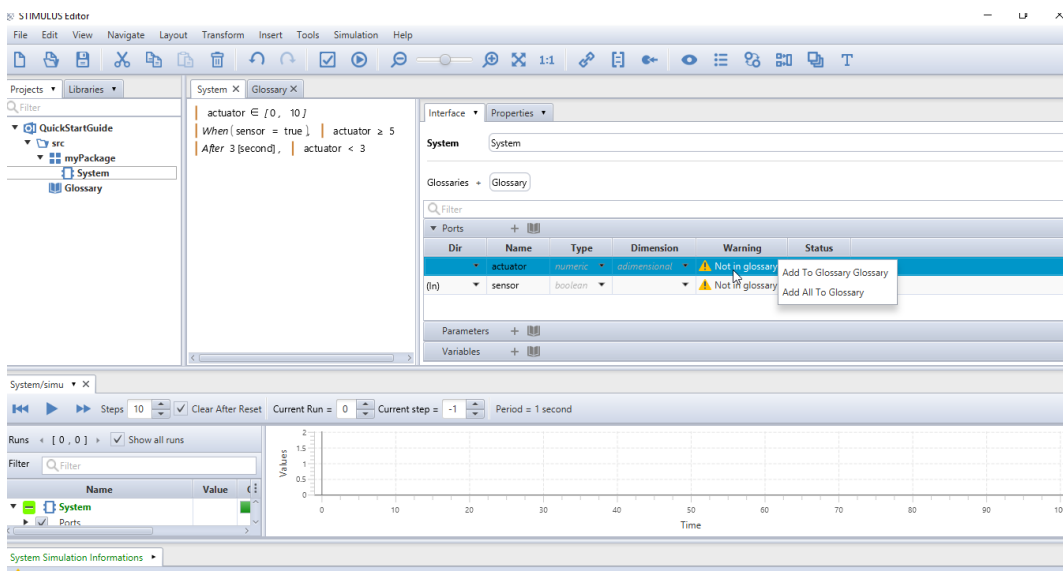 STIMULUS Editor
File Edit View Navigate Layout Transform Insert Tools Simulation Help
1:1 T
Projects Libraries
Filter
QuickStartGuide
src
myPackage
System
Glossary
System Glossary
actuator ∈ [0, 10]
When(sensor = true), actuator ≥ 5
After 3 [second], actuator < 3
Interface Properties
System System
Glossaries + Glossary
Filter
Ports +
Dir Name Type Dimension Warning Status
actuator numeric adimensional Not in glossary
(In) sensor boolean Not in glossary
Add To Glossary Glossary
Add All To Glossary
Parameters +
Variables +
System/simu
Steps 10 Clear After Reset Current Run = 0 Current step = -1 Period = 1 second
Runs [0, 0] Show all runs
Filter Filter
Name Value
System
Ports
Values
2
1.5
1
0.5
0
0 10 20 30 40 50 60 70 80 90 10
Time
System Simulation Informations